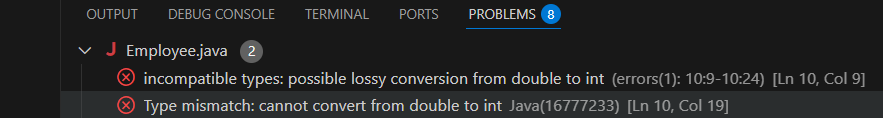 OUTPUT DEBUG CONSOLE TERMINAL PORTS PROBLEMS 8
J Employee.java 2
incompatible types: possible lossy conversion from double to int (errors(1): 10:9-10:24) [Ln 10, Col 9]
Type mismatch: cannot convert from double to int Java(16777233) [Ln 10, Col 19]